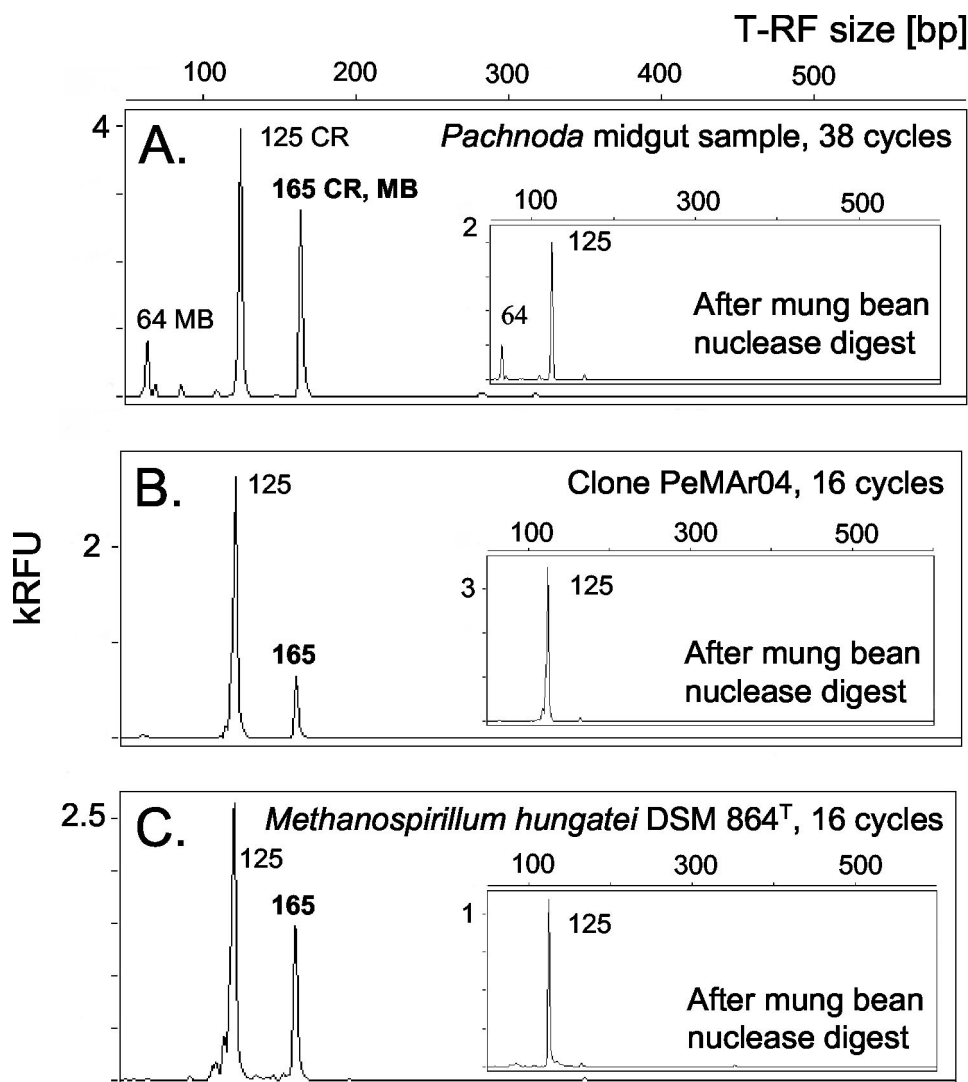 T-RF size [bp]
100 200 300 400 500
4
A.
125 CR
Pachnoda midgut sample, 38 cycles
165 CR, MB
64 MB
100 300 500
2
125
64
After mung bean
nuclease digest
kRFU
B.
125
Clone PeMAr04, 16 cycles
2
165
100 300 500
3
125
After mung bean
nuclease digest
2.5
C.
Methanospirillum hungatei DSM 864ᵀ, 16 cycles
125
165
100 300 500
1
125
After mung bean
nuclease digest